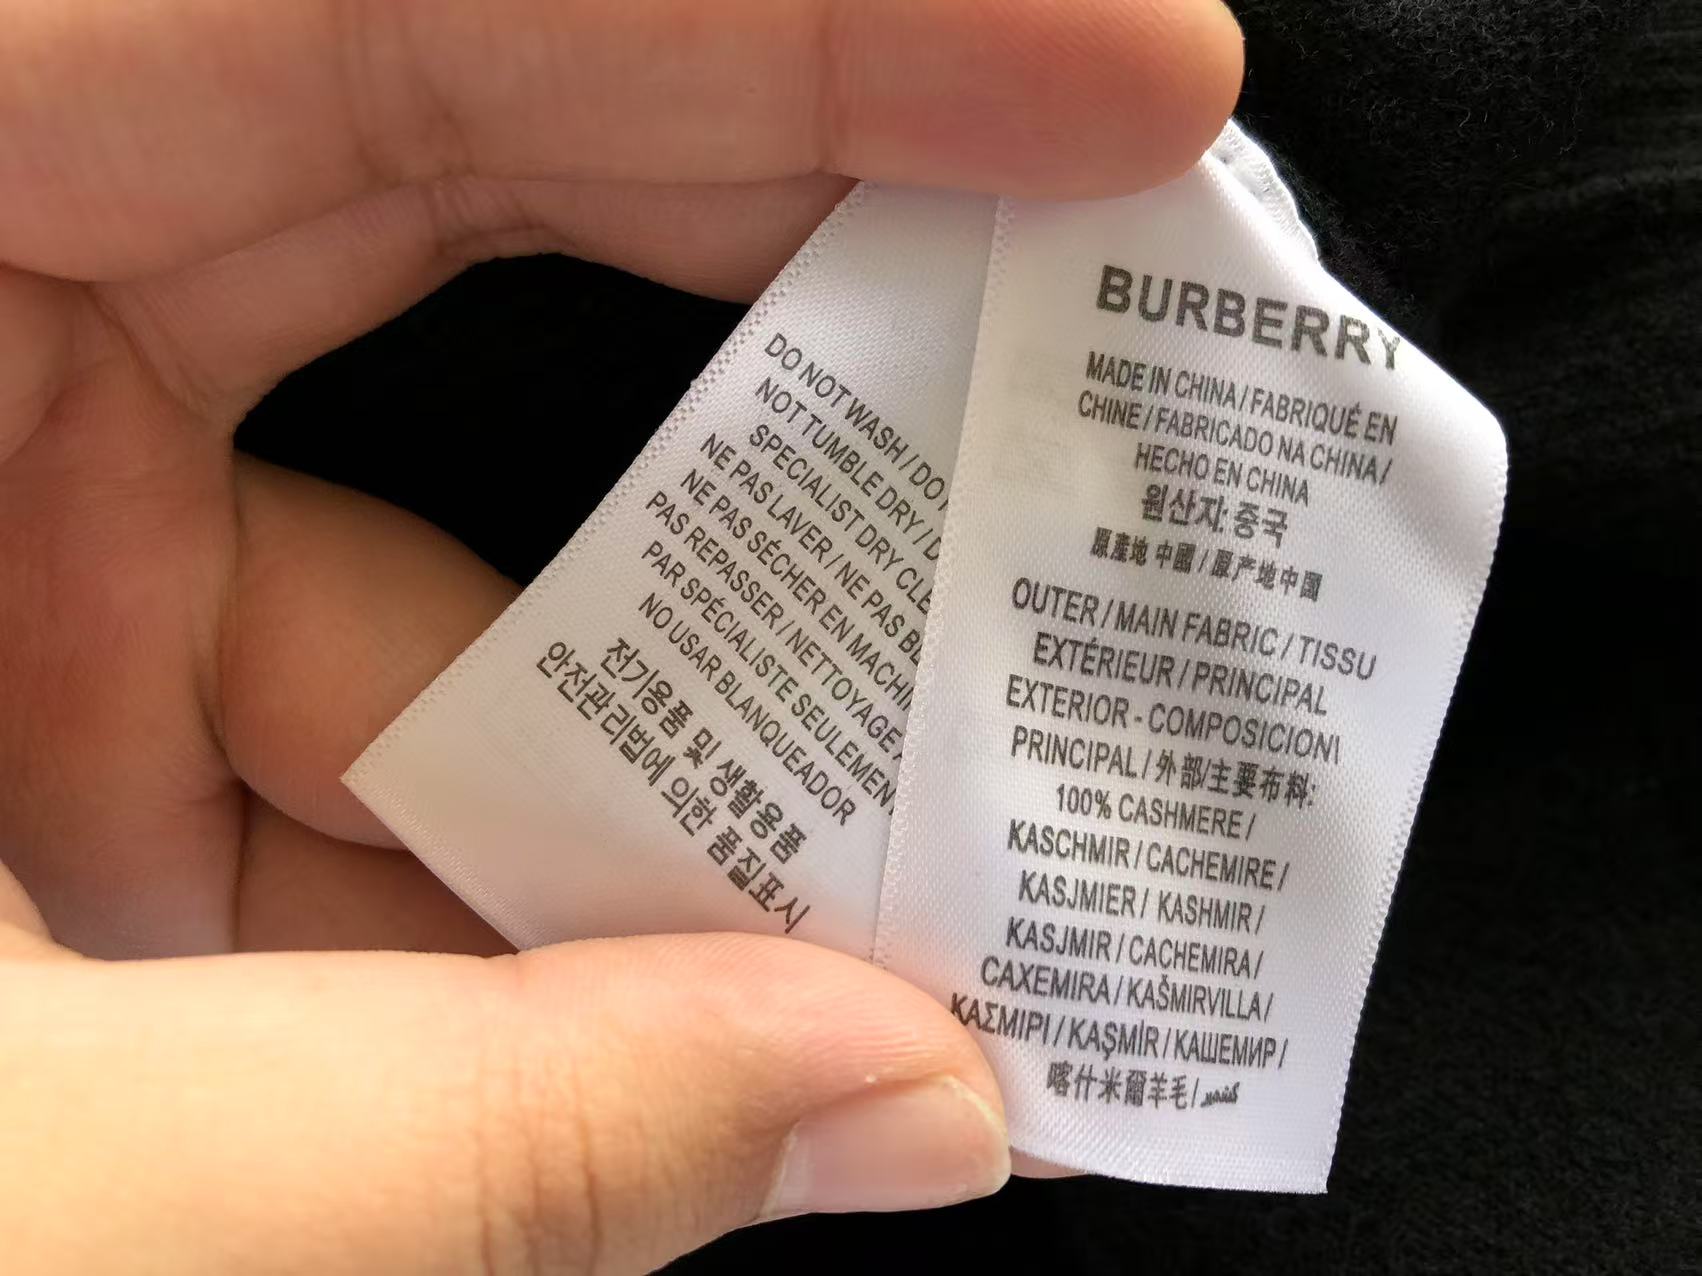 DO NOT WASH / DO
NOT TUMBLE DRY /
SPECIALIST DRY
NE PAS LAVER / NE PAS
NE PAS SÉCHER EN
PAS REPASSER / NETTOYAGE
PAR SPÉCIALISTE
NO USAR BLANQUEADOR
전기용품 및 생활용품
안전관리법에 의한 품질표시
BURBERRY
MADE IN CHINA / FABRIQUÉ EN
CHINE / FABRICADO NA CHINA /
HECHO EN CHINA
원산지: 중국
原產地 中國 / 原产地中國
OUTER / MAIN FABRIC / TISSU
EXTÉRIEUR / PRINCIPAL
EXTERIOR - COMPOSICION\
PRINCIPAL / 外部/主要布料:
100% CASHMERE /
KASCHMIR / CACHEMIRE /
KASJMIER / KASHMIR /
KASJMIR / CACHEMIRA /
CAXEMIRA / KAŠMIRVILLA /
ΚΑΣΜΙΡΙ / KAŞMİR / КАШЕМИР /
喀什米爾羊毛 /